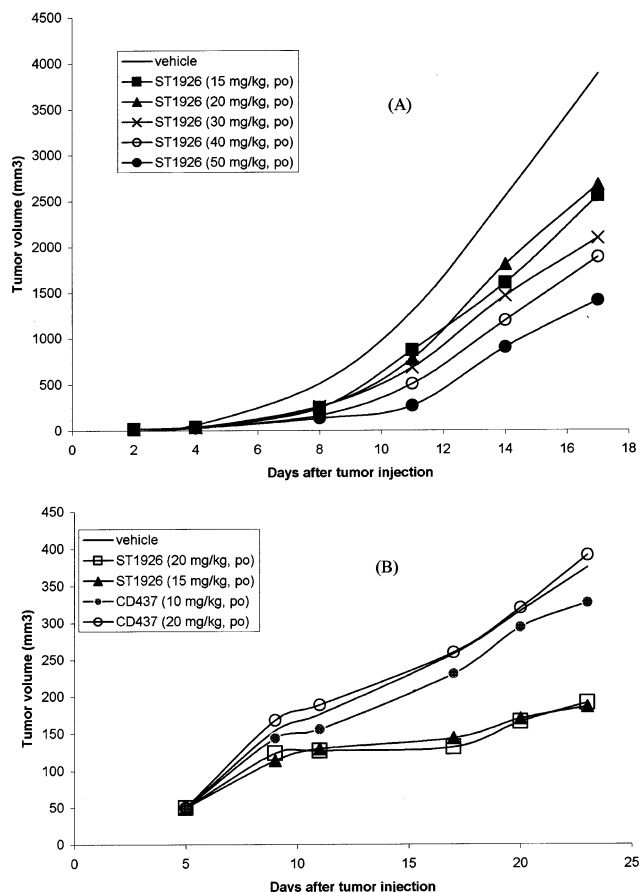 4500
4000
3500
3000
2500
2000
1500
1000
500
0
Tumor volume (mm3)
vehicle
ST1926 (15 mg/kg, po)
ST1926 (20 mg/kg, po)
ST1926 (30 mg/kg, po)
ST1926 (40 mg/kg, po)
ST1926 (50 mg/kg, po)
(A)
0 2 4 6 8 10 12 14 16 18
Days after tumor injection
450
400
350
300
250
200
150
100
50
0
Tumor volume (mm3)
vehicle
ST1926 (20 mg/kg, po)
ST1926 (15 mg/kg, po)
CD437 (10 mg/kg, po)
CD437 (20 mg/kg, po)
(B)
0 5 10 15 20 25
Days after tumor injection